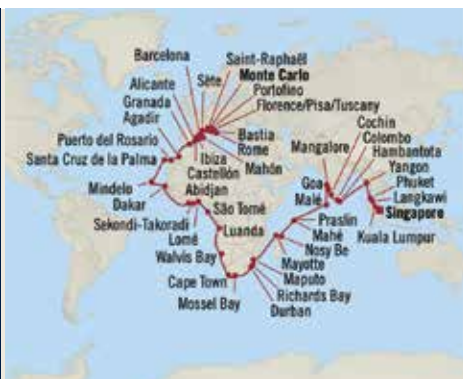 Barcelona
Saint-Raphaël
Monte Carlo
Sète
Alicante
Portofino
Granada
Florence/Pisa/Tuscany
Agadir
Bastia
Cochin
Puerto del Rosario
Rome
Mangalore
Colombo
Santa Cruz de la Palma
Ibiza
Mahón
Hambantota
Castellón
Yangon
Mindelo
Abidjan
Goa
Phuket
Dakar
São Tomé
Malé
Langkawi
Sekondi-Takoradi
Praslin
Singapore
Lomé
Luanda
Mahé
Kuala Lumpur
Walvis Bay
Nosy Be
Mayotte
Cape Town
Maputo
Mossel Bay
Richards Bay
Durban